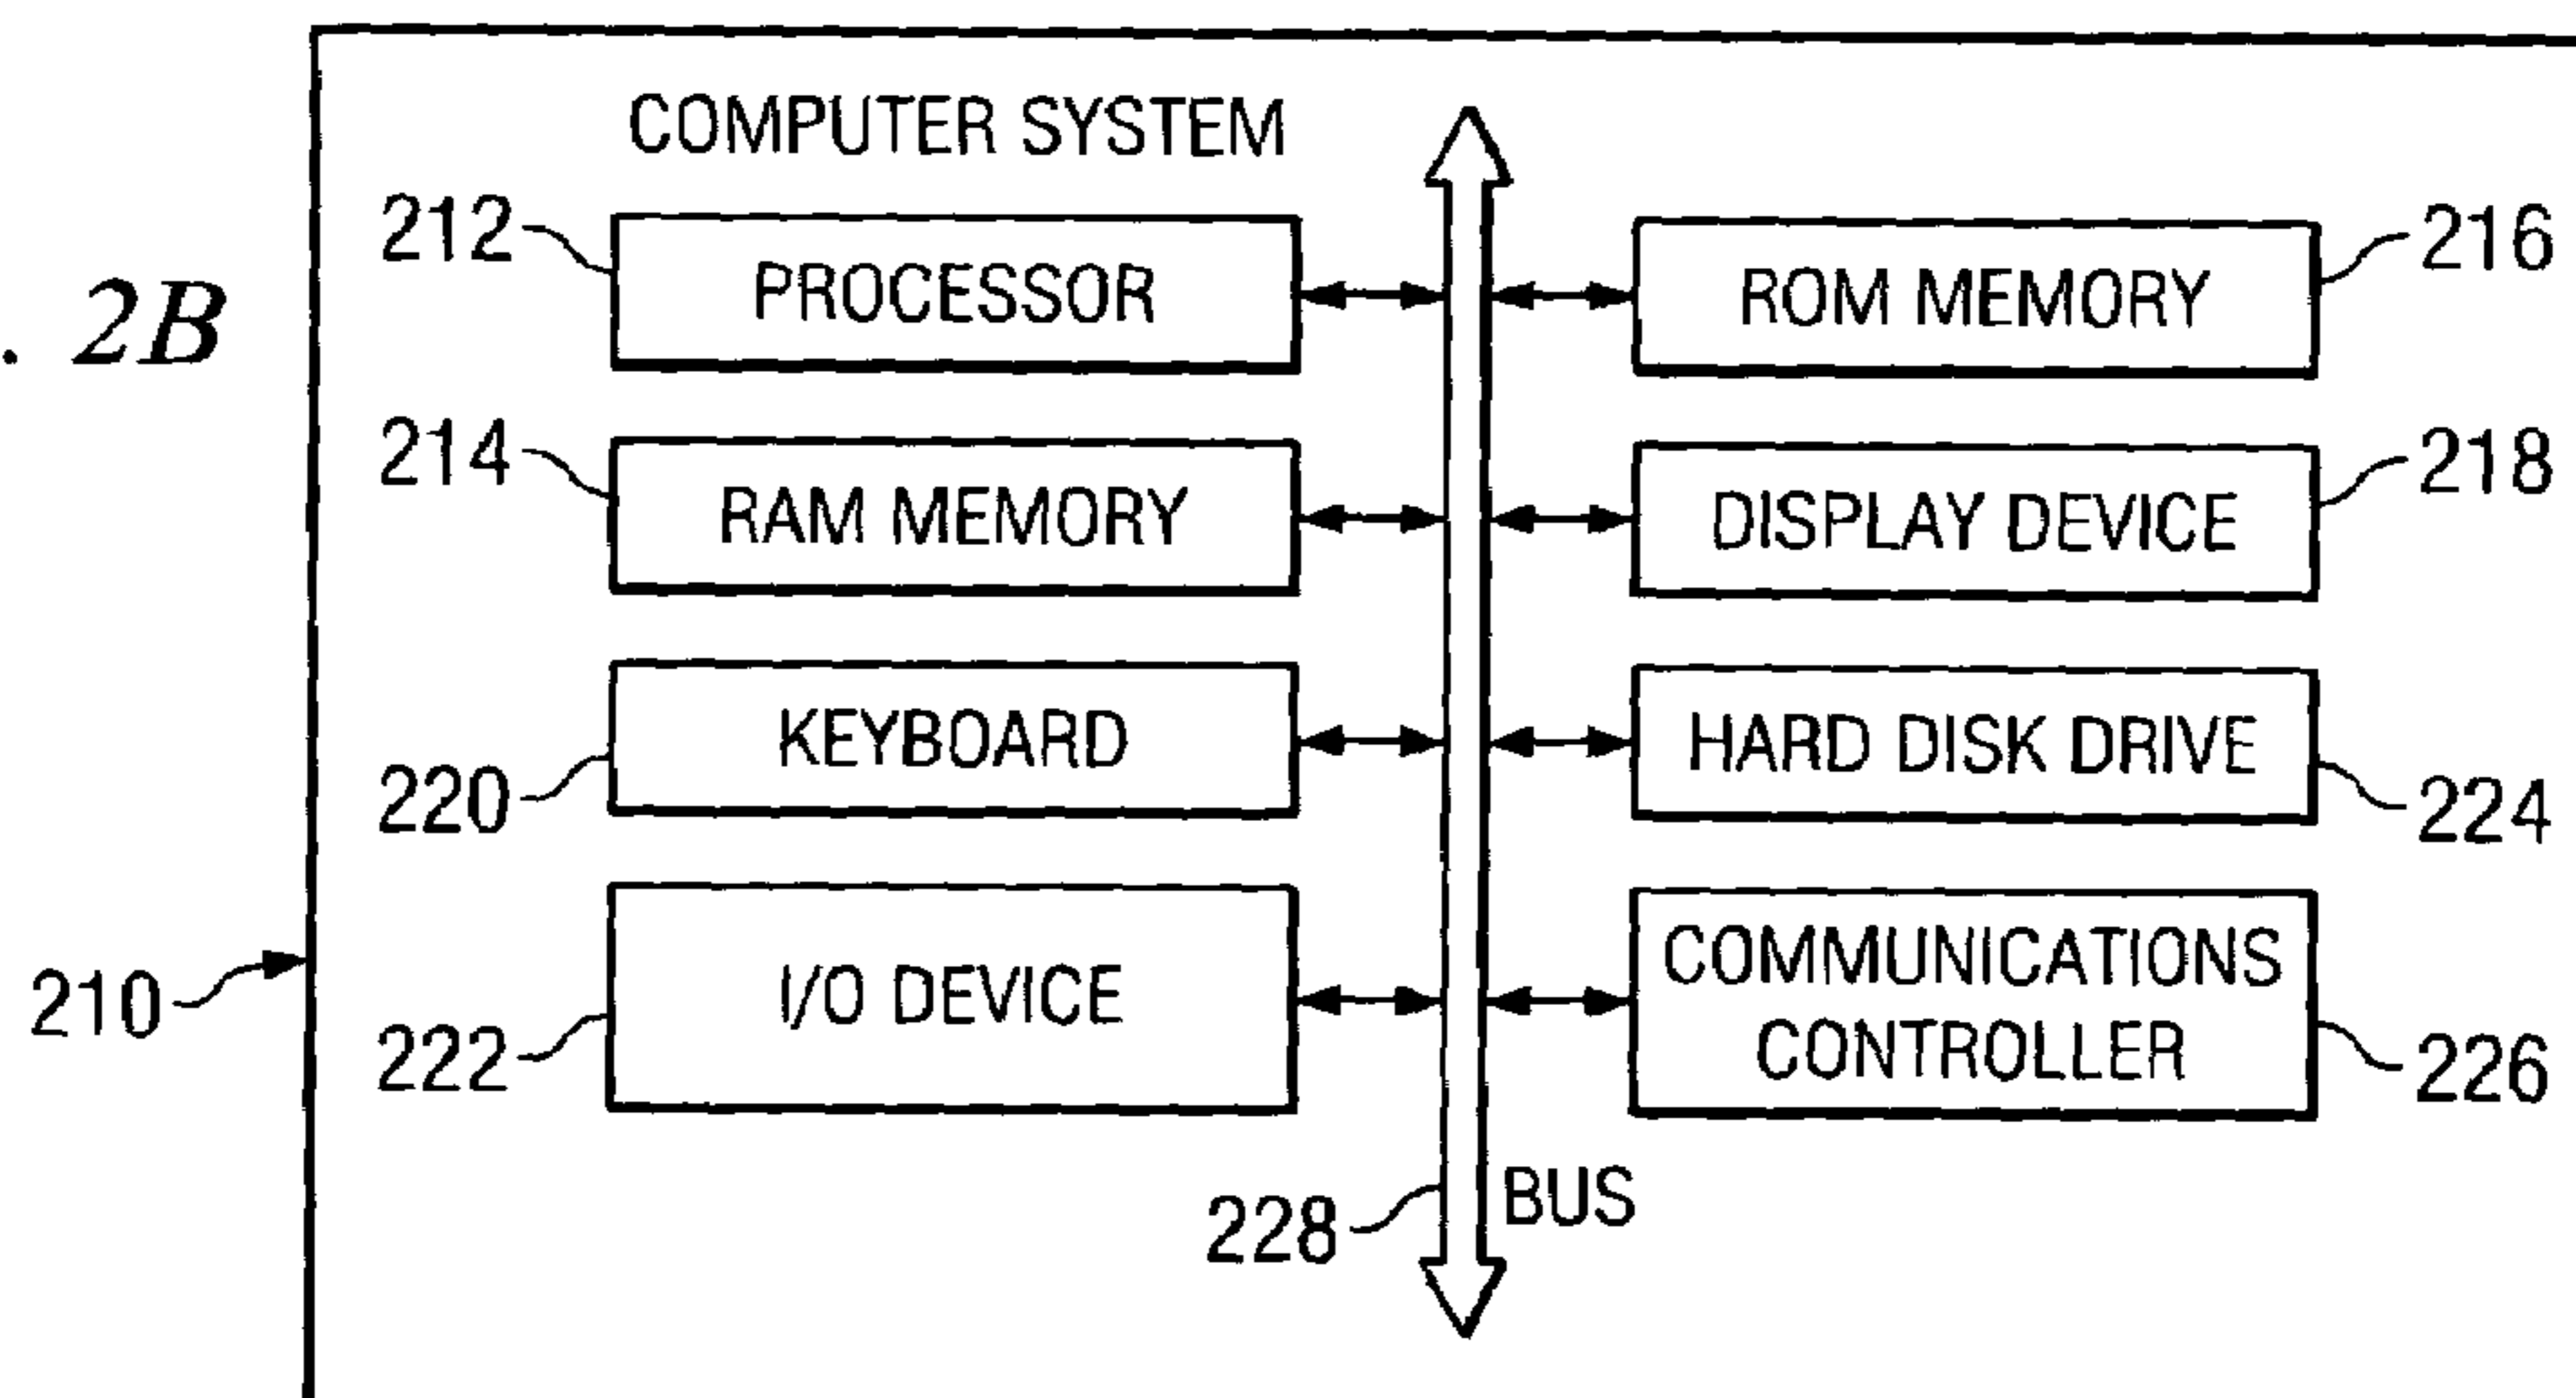 COMPUTER SYSTEM
212
PROCESSOR
ROM MEMORY
216
. 2B
214
RAM MEMORY
DISPLAY DEVICE
218
KEYBOARD
HARD DISK DRIVE
220
224
210
I/O DEVICE
COMMUNICATIONS
CONTROLLER
222
226
228
BUS